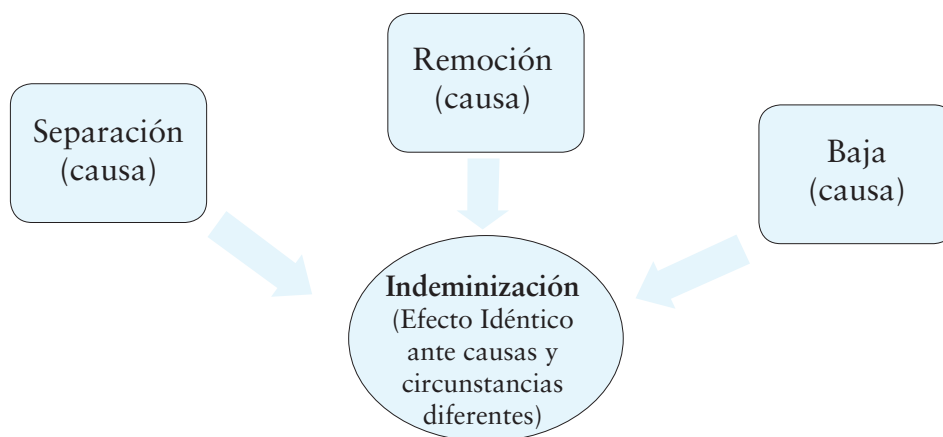 Separación
(causa)
Remoción
(causa)
Baja
(causa)
Indeminización
(Efecto Idéntico
ante causas y
circunstancias
diferentes)